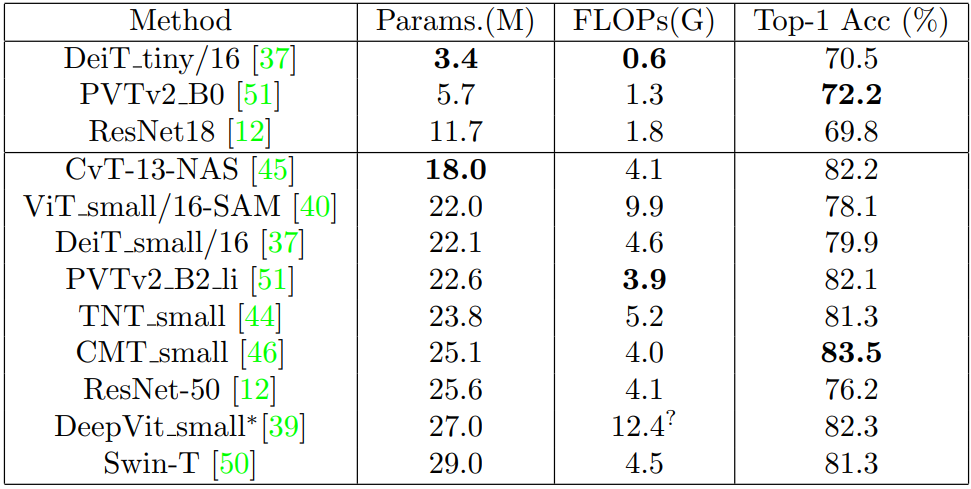 Method Params.(M) FLOPs(G) Top-1 Acc (%)
DeiT_tiny/16 [37] 3.4 0.6 70.5
PVTv2_B0 [51] 5.7 1.3 72.2
ResNet18 [12] 11.7 1.8 69.8
CvT-13-NAS [45] 18.0 4.1 82.2
ViT_small/16-SAM [40] 22.0 9.9 78.1
DeiT_small/16 [37] 22.1 4.6 79.9
PVTv2_B2_li [51] 22.6 3.9 82.1
TNT_small [44] 23.8 5.2 81.3
CMT_small [46] 25.1 4.0 83.5
ResNet-50 [12] 25.6 4.1 76.2
DeepVit_small*[39] 27.0 12.4? 82.3
Swin-T [50] 29.0 4.5 81.3